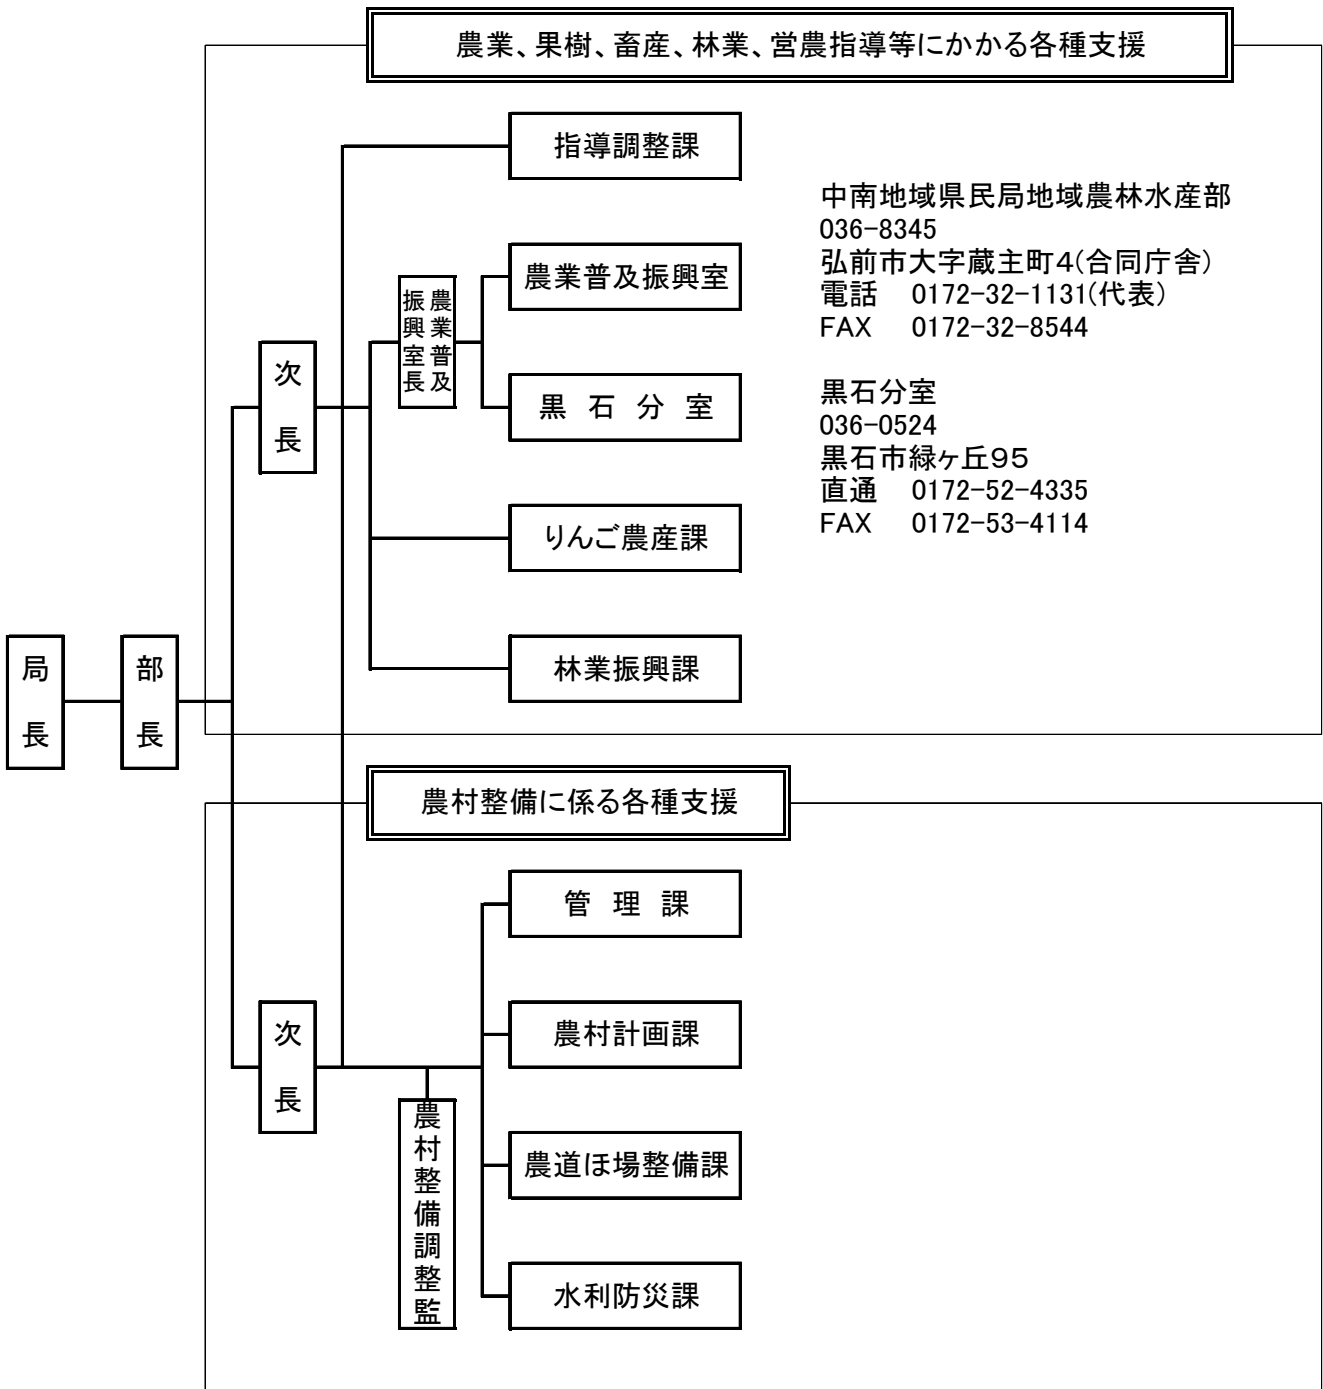 農業、果樹、畜産、林業、営農指導等にかかる各種支援
指導調整課
中南地域県民局地域農林水産部
036-8345
弘前市大字蔵主町4(合同庁舎)
電話　0172-32-1131(代表)
FAX　0172-32-8544
農業普及振興室
農業普及
振興室長
次長
黒石分室
黒石分室
036-0524
黒石市緑ヶ丘95
直通　0172-52-4335
FAX　0172-53-4114
りんご農産課
林業振興課
局長
部長
農村整備に係る各種支援
管理課
農村計画課
次長
農村整備調整監
農道ほ場整備課
水利防災課